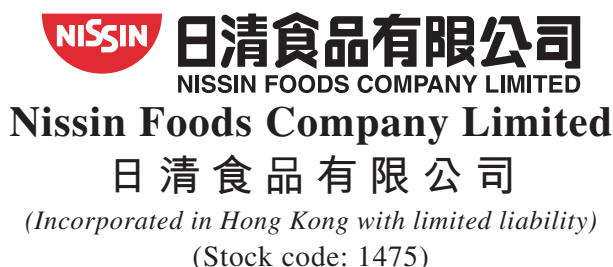 NISSIN 日清食品有限公司
NISSIN FOODS COMPANY LIMITED
Nissin Foods Company Limited
日清食品有限公司
(Incorporated in Hong Kong with limited liability)
(Stock code: 1475)